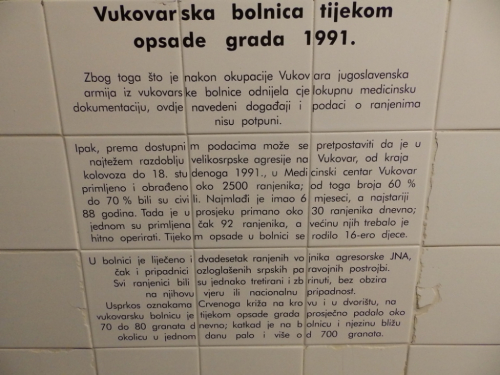 Vukovarska bolnica tijekom
opsade grada 1991.
Zbog toga što je nakon okupacije Vukovara jugoslavenska
armija iz vukovarske bolnice odnijela cjelokupnu medicinsku
dokumentaciju, ovdje navedeni događaji i podaci o ranjenima
nisu potpuni.
Ipak, prema dostupnim podacima može se pretpostaviti da je u
najtežem razdoblju velikosrpske agresije na Vukovar, od kraja
kolovoza do 18. studenoga 1991., u Medicinski centar Vukovar
primljeno i obrađeno oko 2500 ranjenika; od toga broja 60 %
do 70 % bili su civili. Najmlađi je imao 6 mjeseci, a najstariji
88 godina. Tada je u prosjeku primano oko 30 ranjenika dnevno;
jednom su primljena čak 92 ranjenika, a većinu njih trebalo je
hitno operirati. Tijekom opsade u bolnici se rodilo 16-ero djece.
U bolnici je liječeno i dvadesetak ranjenih vojnika agresorske JNA,
čak i pripadnici ozloglašenih srpskih paravojnih postrojbi.
Svi ranjenici bili su jednako tretirani i zbrinuti, bez obzira
na njihovu vjeru ili nacionalnu pripadnost.
Usprkos oznakama Crvenoga križa na krovu i u dvorištu, na
vukovarsku bolnicu je tijekom opsade grada prosječno padalo oko
70 do 80 granata dnevno; katkad je na bolnicu i njezinu bližu
okolicu u jednom danu palo i više od 700 granata.